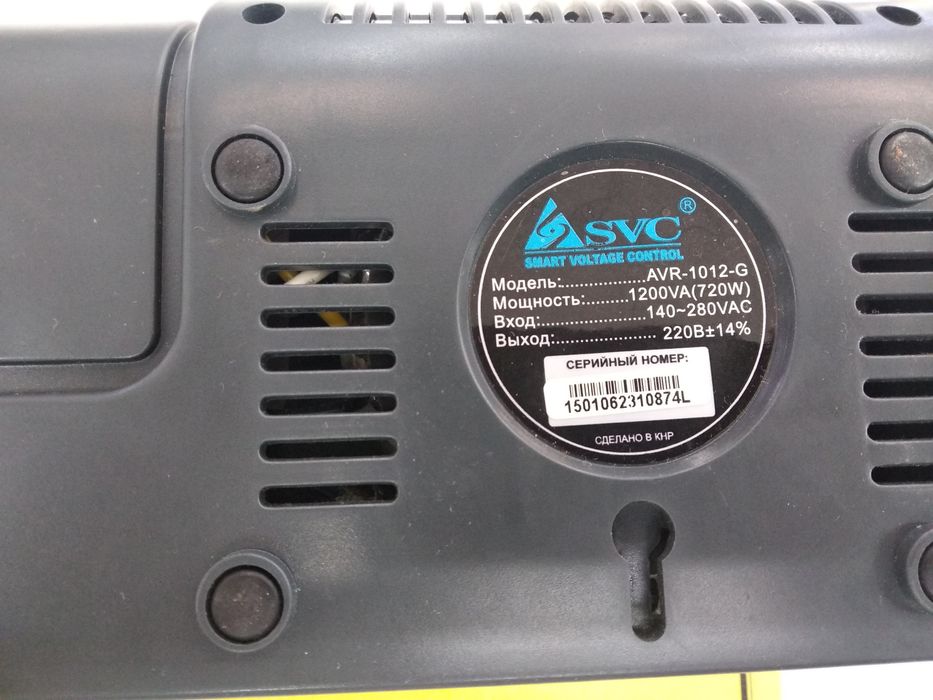 SVC®
SMART VOLTAGE CONTROL
Модель:.................AVR-1012-G
Мощность:.........1200VA(720W)
Вход:......................140~280VAC
Выход:..................... 220В±14%
СЕРИЙНЫЙ НОМЕР:
1501062310874L
СДЕЛАНО В КНР